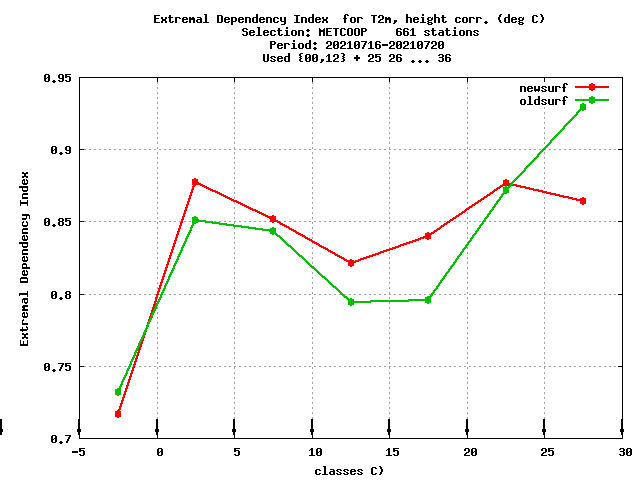 Extremal Dependency Index  for T2m, height corr. (deg C)
Selection: METCOOP    661 stations
Period: 20210716-20210720
Used {00,12} + 25 26 ... 36
newsurf
oldsurf
0.95
0.9
0.85
0.8
0.75
0.7
Extremal Dependency Index
-5 0 5 10 15 20 25 30
classes C)